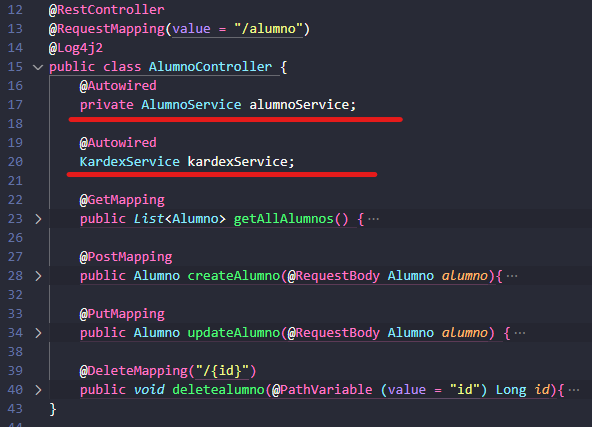 12 @RestController
13 @RequestMapping(value = "/alumno")
14 @Log4j2
15 public class AlumnoController {
16 @Autowired
17 private AlumnoService alumnoService;
18
19 @Autowired
20 KardexService kardexService;
21
22 @GetMapping
23 public List<Alumno> getAllAlumnos() {⋯
26
27 @PostMapping
28 public Alumno createAlumno(@RequestBody Alumno alumno){⋯
32
33 @PutMapping
34 public Alumno updateAlumno(@RequestBody Alumno alumno) {⋯
38
39 @DeleteMapping("/{id}")
40 public void deletealumno(@PathVariable (value = "id") Long id){⋯
43 }
44